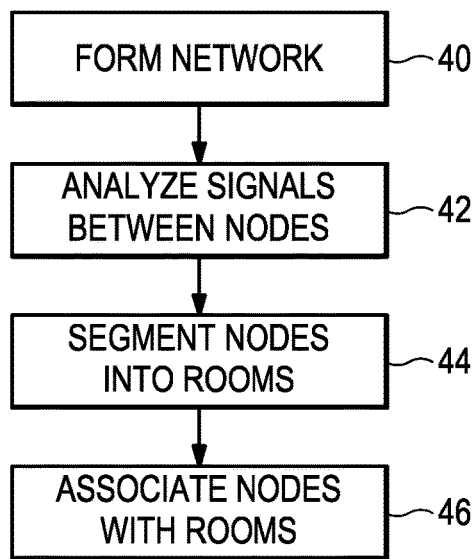 FORM NETWORK
40
ANALYZE SIGNALS
BETWEEN NODES
42
SEGMENT NODES
INTO ROOMS
44
ASSOCIATE NODES
WITH ROOMS
46